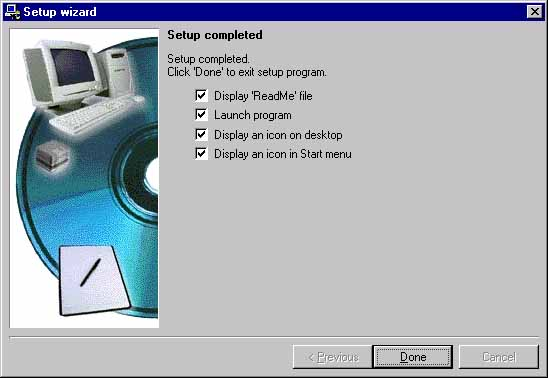 Setup wizard
Setup completed
Setup completed.
Click 'Done' to exit setup program.
Display 'ReadMe' file
Launch program
Display an icon on desktop
Display an icon in Start menu
< Previous
Done
Cancel